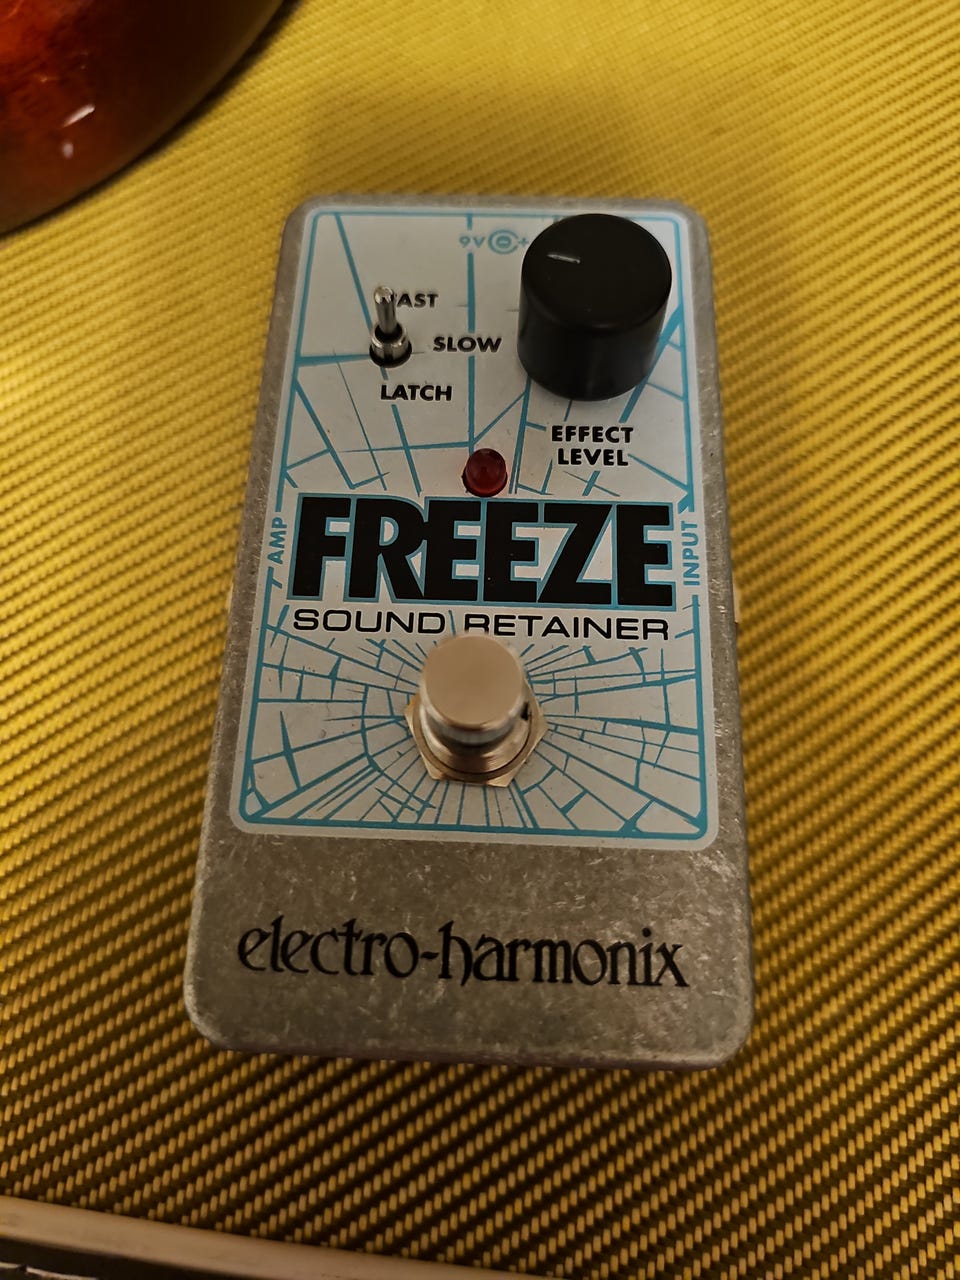 9V
FAST
SLOW
LATCH
EFFECT
LEVEL
AMP
INPUT
FREEZE
SOUND RETAINER
electro-harmonix